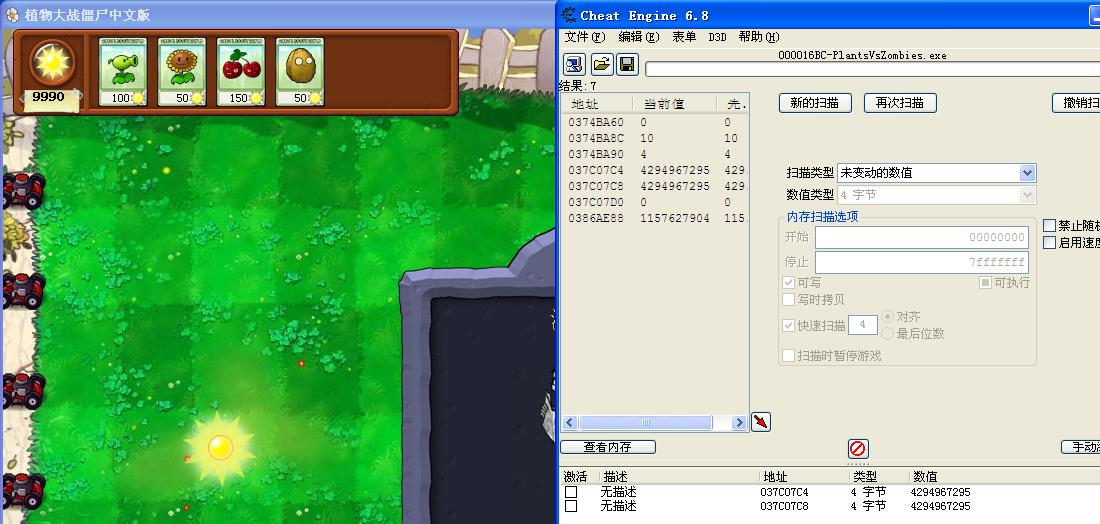 植物大战僵尸中文版
9990
100
50
150
50
Cheat Engine 6.8
文件(F) 编辑(E) 表单 D3D 帮助(H)
000016BC-PlantsVsZombies.exe
结果: 7
地址 当前值 先.
0374BA60 0 0
0374BA8C 10 10
0374BA90 4 4
037C07C4 4294967295 429.
037C07C8 4294967295 429.
037C07D0 0 0
0386AE88 1157627904 115.
新的扫描 再次扫描 撤销扫
扫描类型 未变动的数值
数值类型 4 字节
内存扫描选项
开始 00000000
停止 7fffffff
可写 可执行
写时拷贝
快速扫描 4 对齐
最后位数
扫描时暂停游戏
禁止随机
启用速度
查看内存 手动
激活 描述 地址 类型 数值
无描述 037C07C4 4 字节 4294967295
无描述 037C07C8 4 字节 4294967295